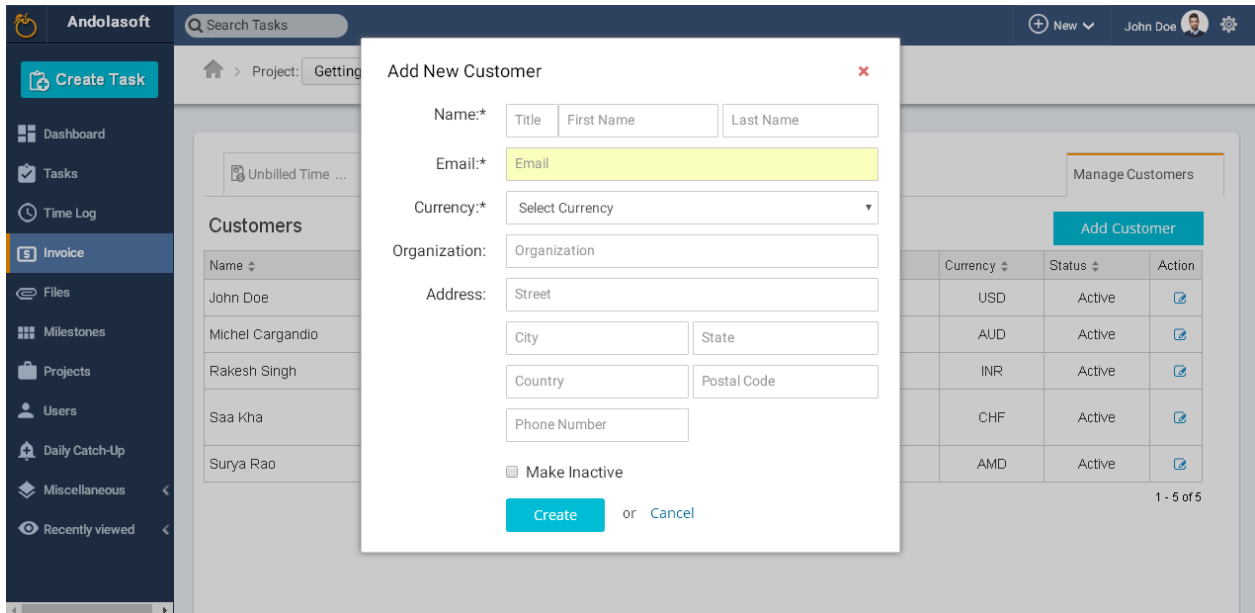 Andolasoft
Search Tasks
New
John Doe
Create Task
> Project: Getting
Dashboard
Tasks
Time Log
Invoice
Files
Milestones
Projects
Users
Daily Catch-Up
Miscellaneous
Recently viewed
Unbilled Time ...
Manage Customers
Customers
Add Customer
Name Currency Status Action
John Doe USD Active
Michel Cargandio AUD Active
Rakesh Singh INR Active
Saa Kha CHF Active
Surya Rao AMD Active
1 - 5 of 5
Add New Customer
Name:* Title First Name Last Name
Email:* Email
Currency:* Select Currency
Organization: Organization
Address: Street
City State
Country Postal Code
Phone Number
Make Inactive
Create or Cancel